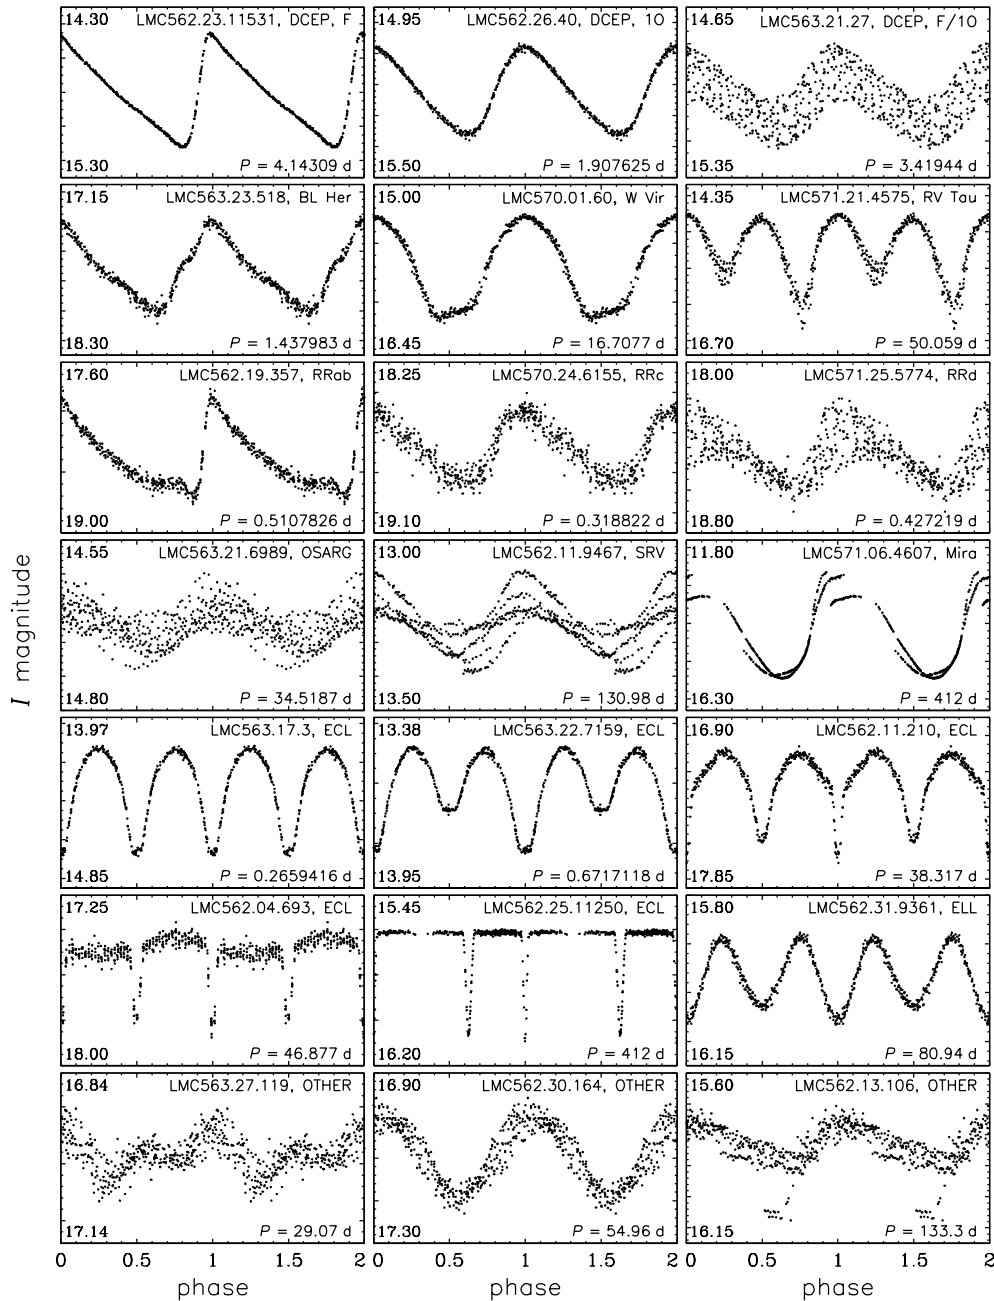 14.30 LMC562.23.11531, DCEP, F
15.30 P = 4.14309 d
14.95 LMC562.26.40, DCEP, 1O
15.50 P = 1.907625 d
14.65 LMC563.21.27, DCEP, F/1O
15.35 P = 3.41944 d
17.15 LMC563.23.518, BL Her
18.30 P = 1.437983 d
15.00 LMC570.01.60, W Vir
16.45 P = 16.7077 d
14.35 LMC571.21.4575, RV Tau
16.70 P = 50.059 d
17.60 LMC562.19.357, RRab
19.00 P = 0.5107826 d
18.25 LMC570.24.6155, RRc
19.10 P = 0.318822 d
18.00 LMC571.25.5774, RRd
18.80 P = 0.427219 d
14.55 LMC563.21.6989, OSARG
14.80 P = 34.5187 d
13.00 LMC562.11.9467, SRV
13.50 P = 130.98 d
11.80 LMC571.06.4607, Mira
16.30 P = 412 d
I magnitude
13.97 LMC563.17.3, ECL
14.85 P = 0.2659416 d
13.38 LMC563.22.7159, ECL
13.95 P = 0.6717118 d
16.90 LMC562.11.210, ECL
17.85 P = 38.317 d
17.25 LMC562.04.693, ECL
18.00 P = 46.877 d
15.45 LMC562.25.11250, ECL
16.20 P = 412 d
15.80 LMC562.31.9361, ELL
16.15 P = 80.94 d
16.84 LMC563.27.119, OTHER
17.14 P = 29.07 d
16.90 LMC562.30.164, OTHER
17.30 P = 54.96 d
15.60 LMC562.13.106, OTHER
16.15 P = 133.3 d
0 0.5 1 1.5 2 0.5 1 1.5 2 0.5 1 1.5 2
phase phase phase